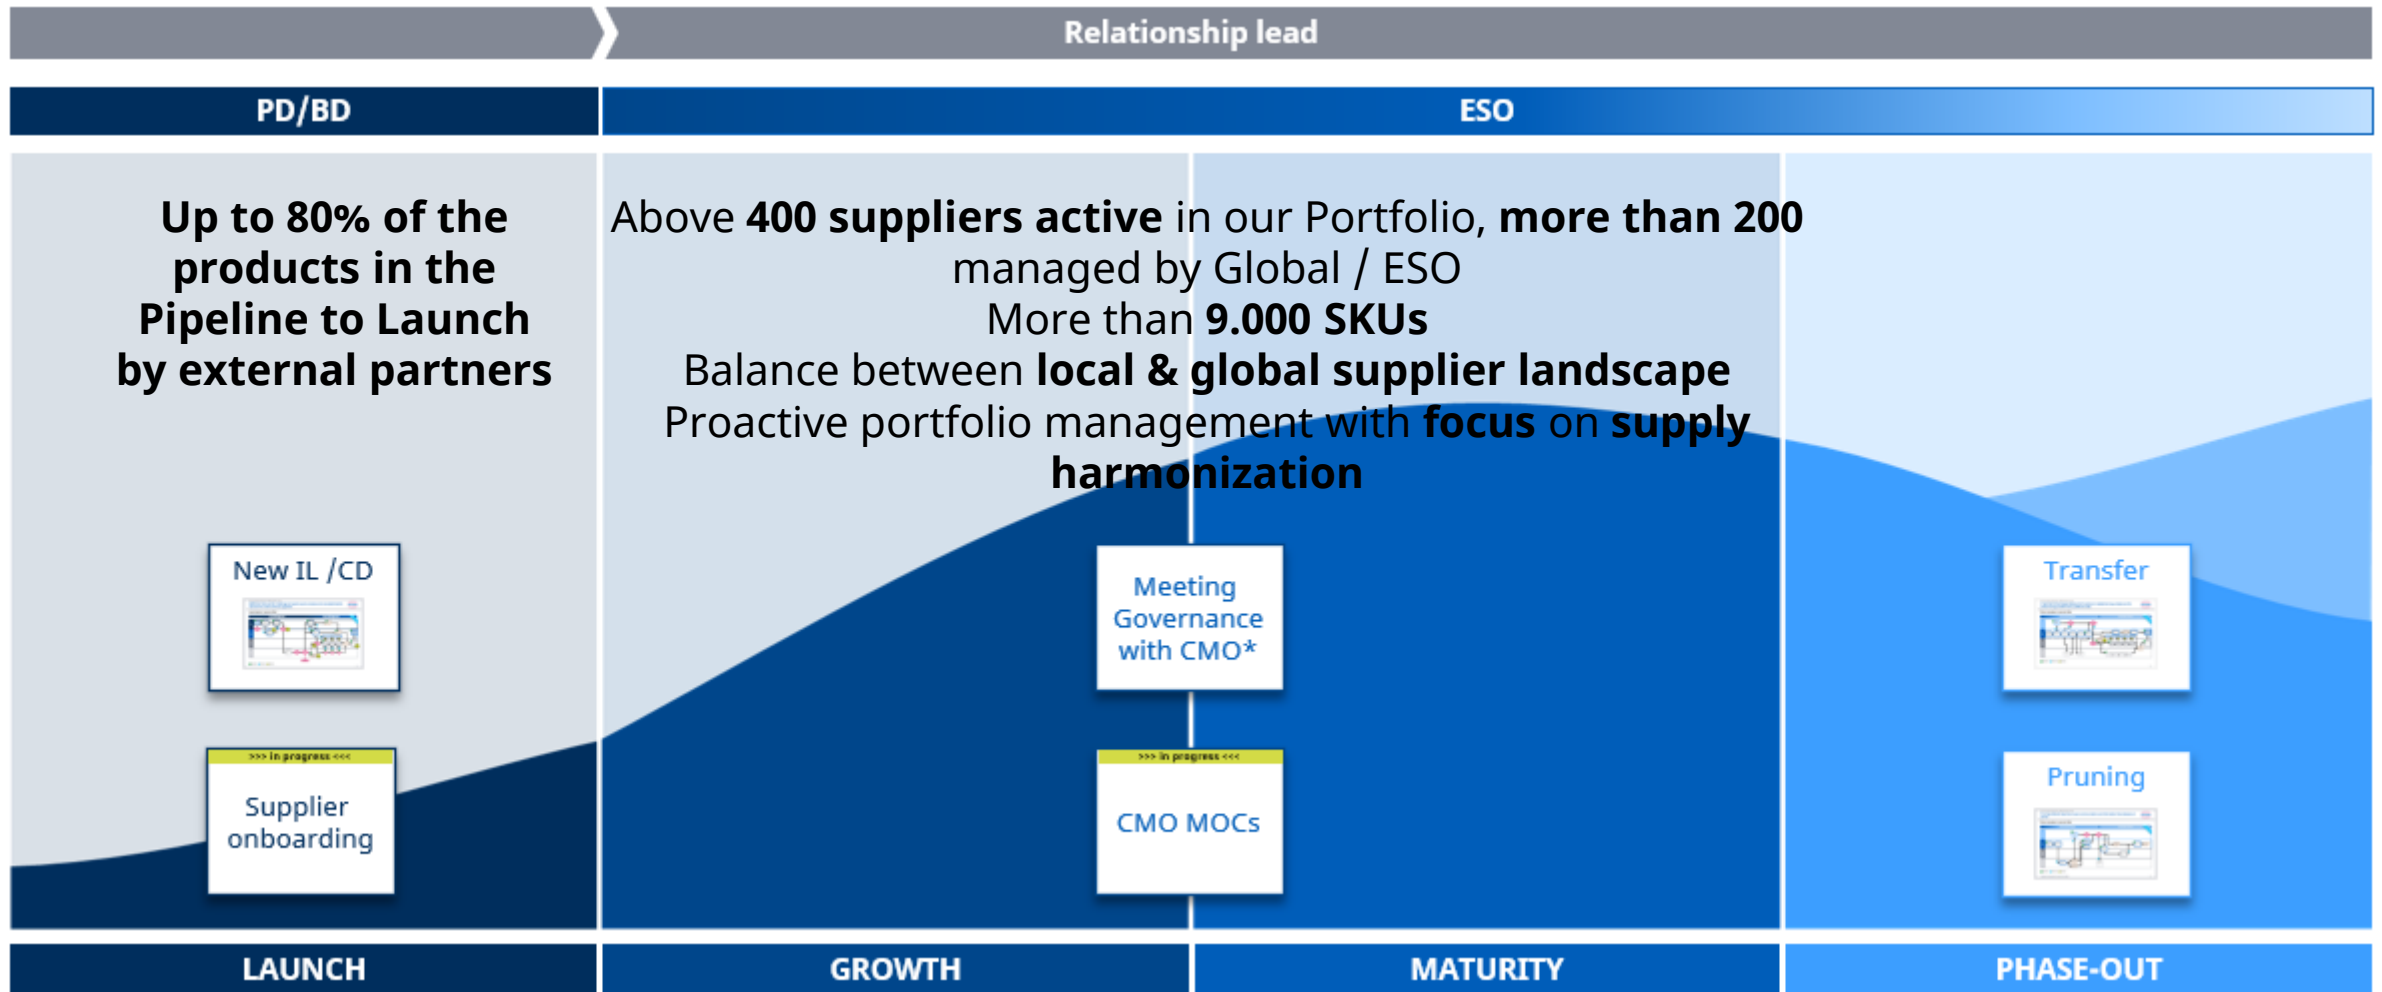 Relationship lead
PD/BD
ESO
Up to 80% of the
products in the
Pipeline to Launch
by external partners
Above 400 suppliers active in our Portfolio, more than 200
managed by Global / ESO
More than 9.000 SKUs
Balance between local & global supplier landscape
Proactive portfolio management with focus on supply
harmonization
New IL /CD
Meeting
Governance
with CMO*
Transfer
>>> in progress <<<
Supplier
onboarding
>>> in progress <<<
CMO MOCs
Pruning
LAUNCH
GROWTH
MATURITY
PHASE-OUT